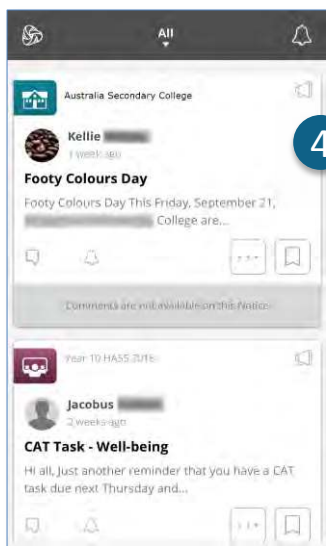 All
Australia Secondary College
4
Kellie
1 week ago
Footy Colours Day
Footy Colours Day This Friday, September 21,
College are...
Comments are not available on this Notice
Year 10 HASS 2018
Jacobus
2 weeks ago
CAT Task - Well-being
Hi all, Just another reminder that you have a CAT
task due next Thursday and...